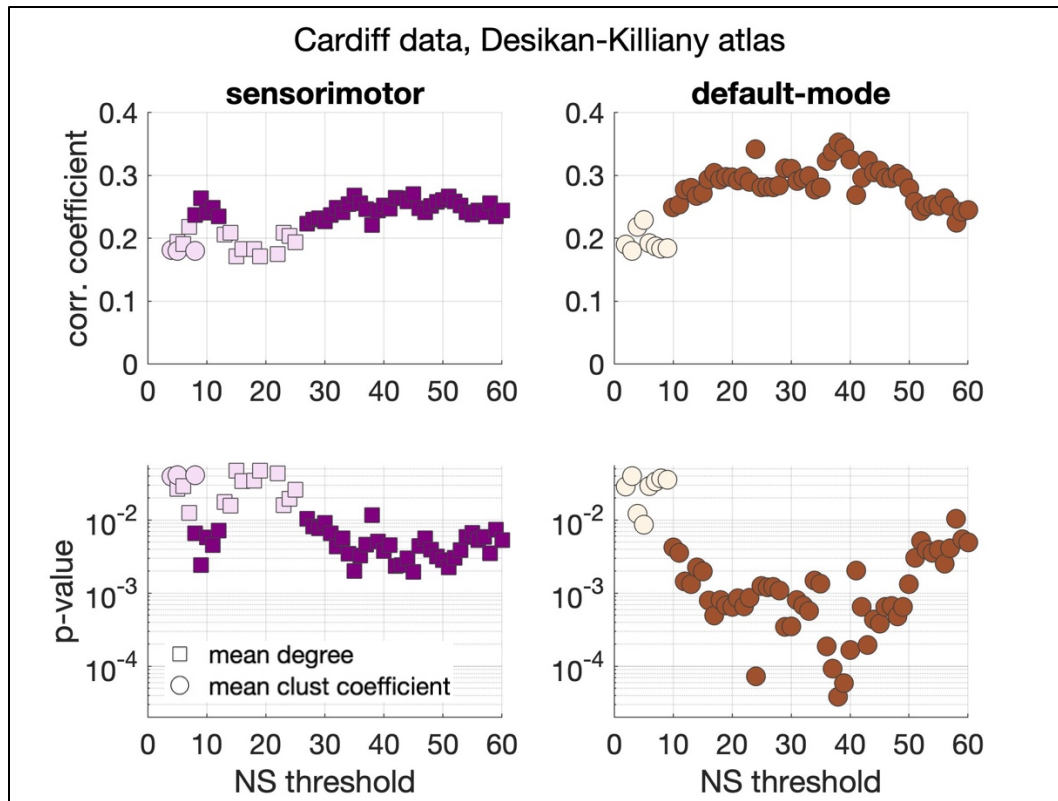 Cardiff data, Desikan-Killiany atlas
sensorimotor
default-mode
corr. coefficient
0.4
0.3
0.2
0.1
0
0 10 20 30 40 50 60
0.4
0.3
0.2
0.1
0
0 10 20 30 40 50 60
p-value
10⁻²
10⁻³
10⁻⁴
mean degree
mean clust coefficient
0 10 20 30 40 50 60
NS threshold
10⁻²
10⁻³
10⁻⁴
0 10 20 30 40 50 60
NS threshold